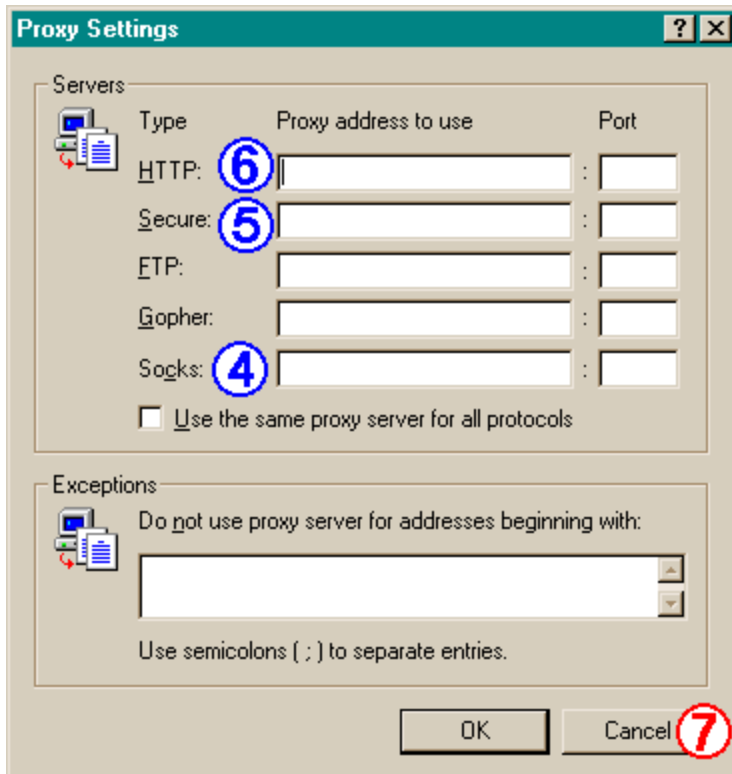 Proxy Settings ? X
Servers
Type Proxy address to use Port
HTTP: 6 :
Secure: 5 :
FTP: :
Gopher: :
Socks: 4 :
Use the same proxy server for all protocols
Exceptions
Do not use proxy server for addresses beginning with:
Use semicolons ( ; ) to separate entries.
OK Cancel 7